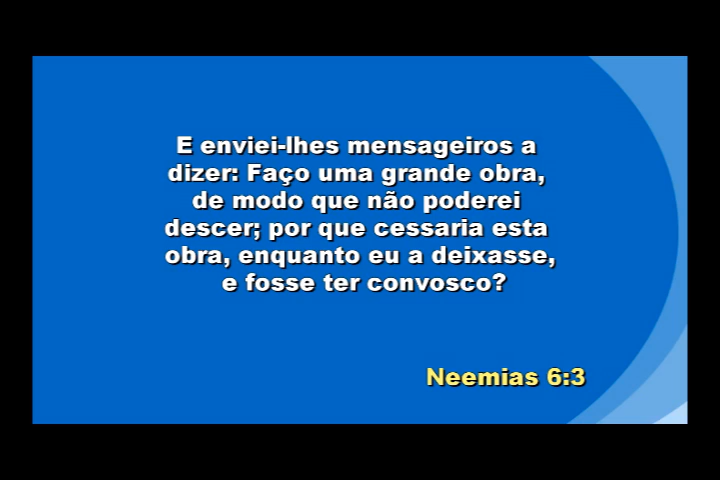 E enviei-lhes mensageiros a
dizer: Faço uma grande obra,
de modo que não poderei
descer; por que cessaria esta
obra, enquanto eu a deixasse,
e fosse ter convosco?
Neemias 6:3